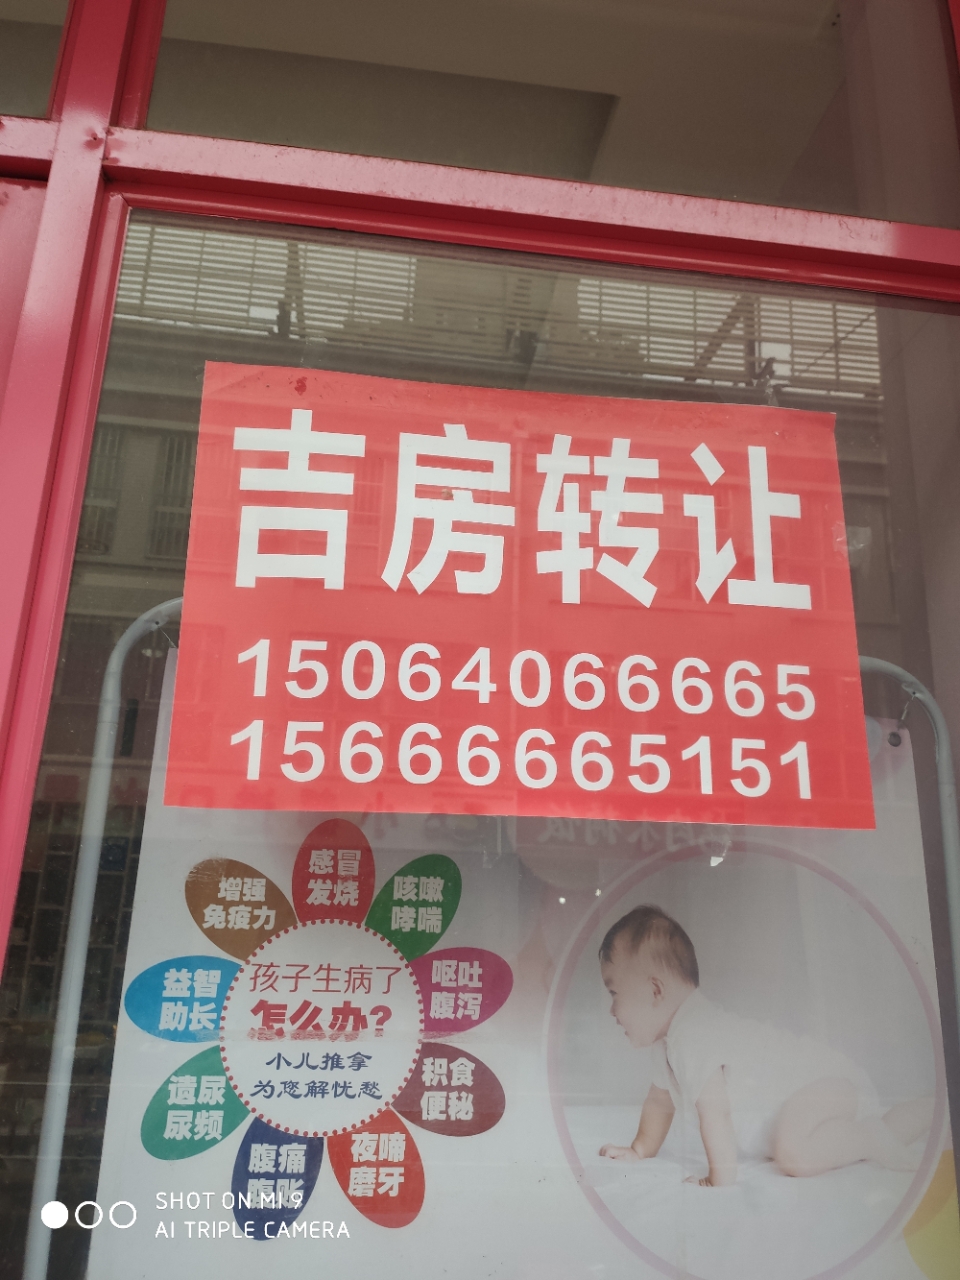 吉房转让
15064066665
15666665151
感冒
发烧
咳嗽
哮喘
呕吐
腹泻
积食
便秘
夜啼
磨牙
腹痛
腹胀
遗尿
尿频
益智
助长
增强
免疫力
孩子生病了
怎么办?
小儿推拿
为您解忧愁
SHOT ON MI 9
AI TRIPLE CAMERA